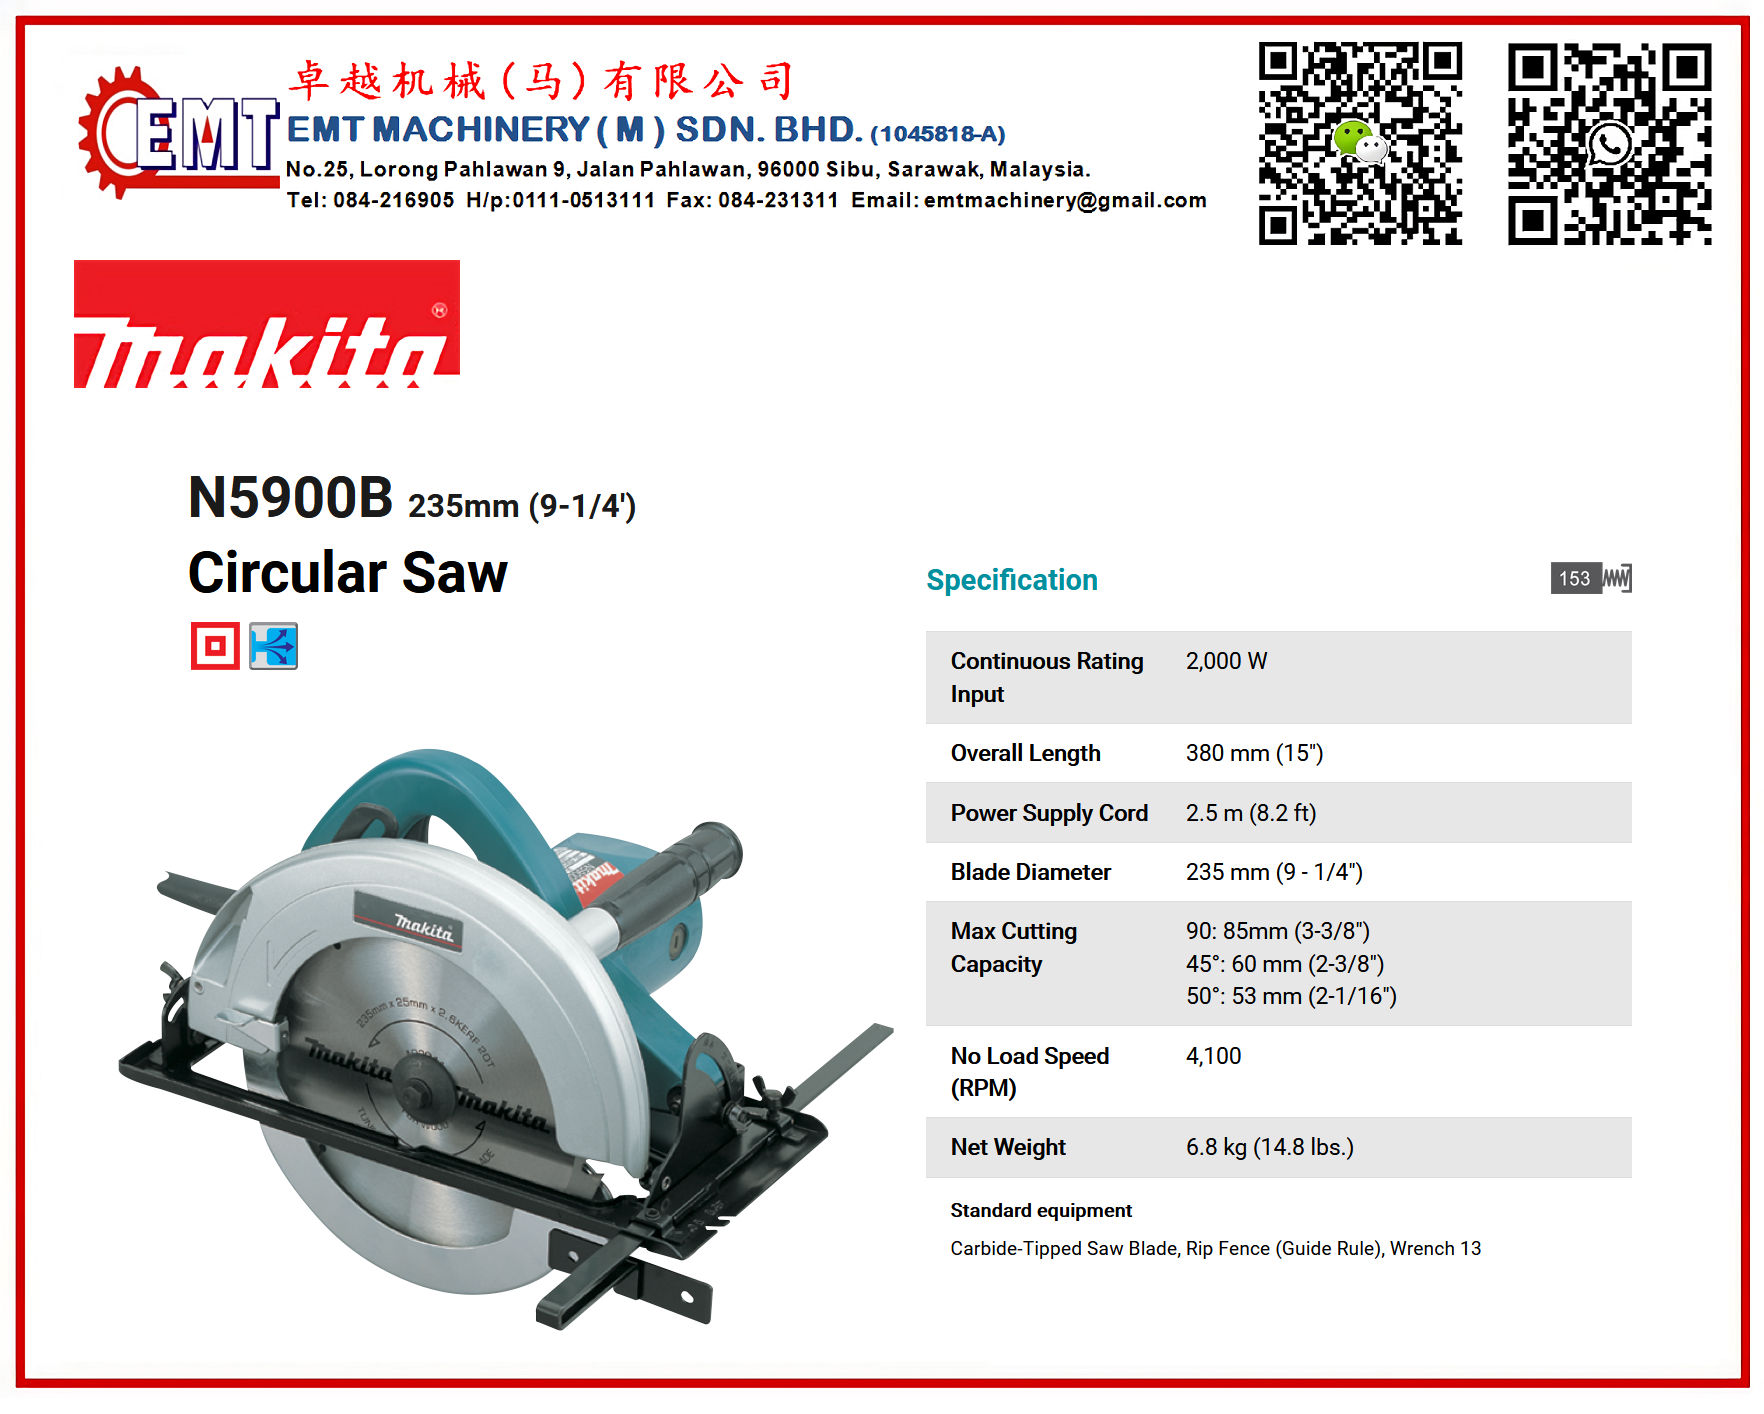 卓越机械(马)有限公司
EMT
EMT MACHINERY ( M ) SDN. BHD. (1045818-A)
No.25, Lorong Pahlawan 9, Jalan Pahlawan, 96000 Sibu, Sarawak, Malaysia.
Tel: 084-216905 H/p:0111-0513111 Fax: 084-231311 Email: emtmachinery@gmail.com
makita
N5900B 235mm (9-1/4')
Circular Saw
Specification
153
Continuous Rating Input 2,000 W
Overall Length 380 mm (15")
Power Supply Cord 2.5 m (8.2 ft)
Blade Diameter 235 mm (9 - 1/4")
Max Cutting Capacity 90: 85mm (3-3/8")
45°: 60 mm (2-3/8")
50°: 53 mm (2-1/16")
No Load Speed (RPM) 4,100
Net Weight 6.8 kg (14.8 lbs.)
Standard equipment
Carbide-Tipped Saw Blade, Rip Fence (Guide Rule), Wrench 13
makita
makita
235mm x 25mm x 2.8KERF 20T
makita
makita